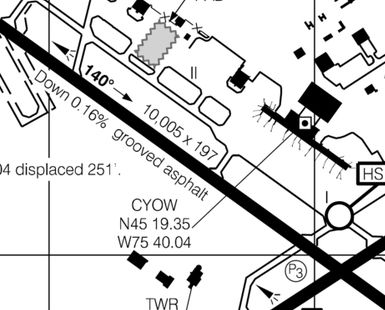 II
140°
Down 0.16%
10,005 x 197
grooved asphalt
04 displaced 251'.
HS
CYOW
N45 19.35
W75 40.04
I
P3
TWR